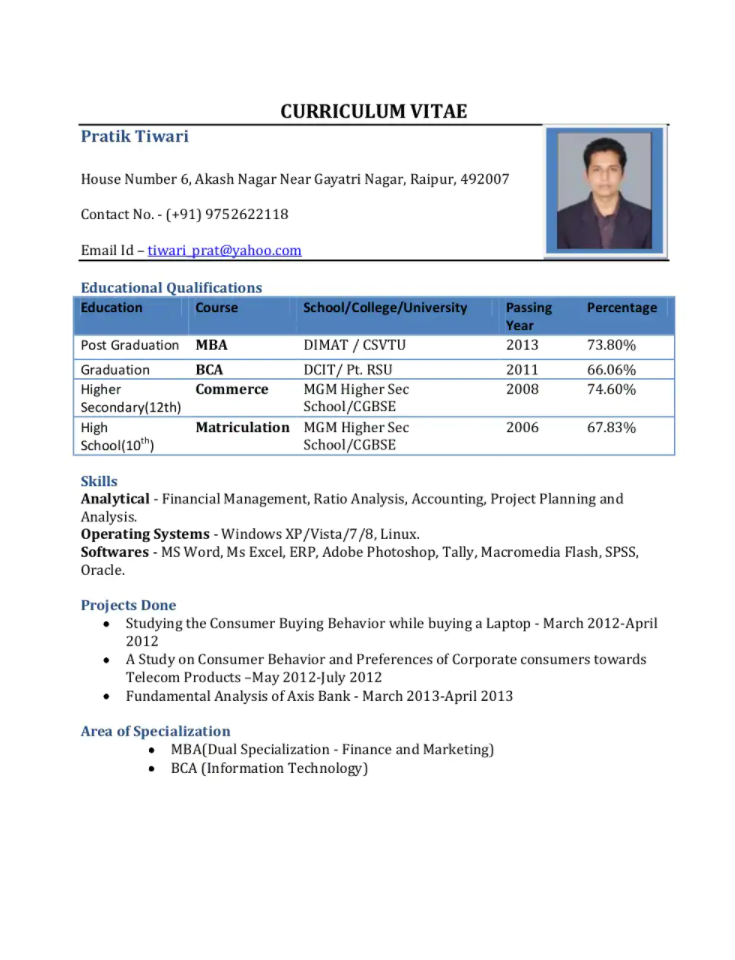 CURRICULUM VITAE
Pratik Tiwari
House Number 6, Akash Nagar Near Gayatri Nagar, Raipur, 492007
Contact No. - (+91) 9752622118
Email Id – tiwari_prat@yahoo.com
Educational Qualifications
Education Course School/College/University Passing Year Percentage
Post Graduation MBA DIMAT / CSVTU 2013 73.80%
Graduation BCA DCIT/ Pt. RSU 2011 66.06%
Higher Secondary(12th) Commerce MGM Higher Sec School/CGBSE 2008 74.60%
High School(10th) Matriculation MGM Higher Sec School/CGBSE 2006 67.83%
Skills
Analytical - Financial Management, Ratio Analysis, Accounting, Project Planning and
Analysis.
Operating Systems - Windows XP/Vista/7/8, Linux.
Softwares - MS Word, Ms Excel, ERP, Adobe Photoshop, Tally, Macromedia Flash, SPSS,
Oracle.
Projects Done
• Studying the Consumer Buying Behavior while buying a Laptop - March 2012-April
2012
• A Study on Consumer Behavior and Preferences of Corporate consumers towards
Telecom Products –May 2012-July 2012
• Fundamental Analysis of Axis Bank - March 2013-April 2013
Area of Specialization
• MBA(Dual Specialization - Finance and Marketing)
• BCA (Information Technology)